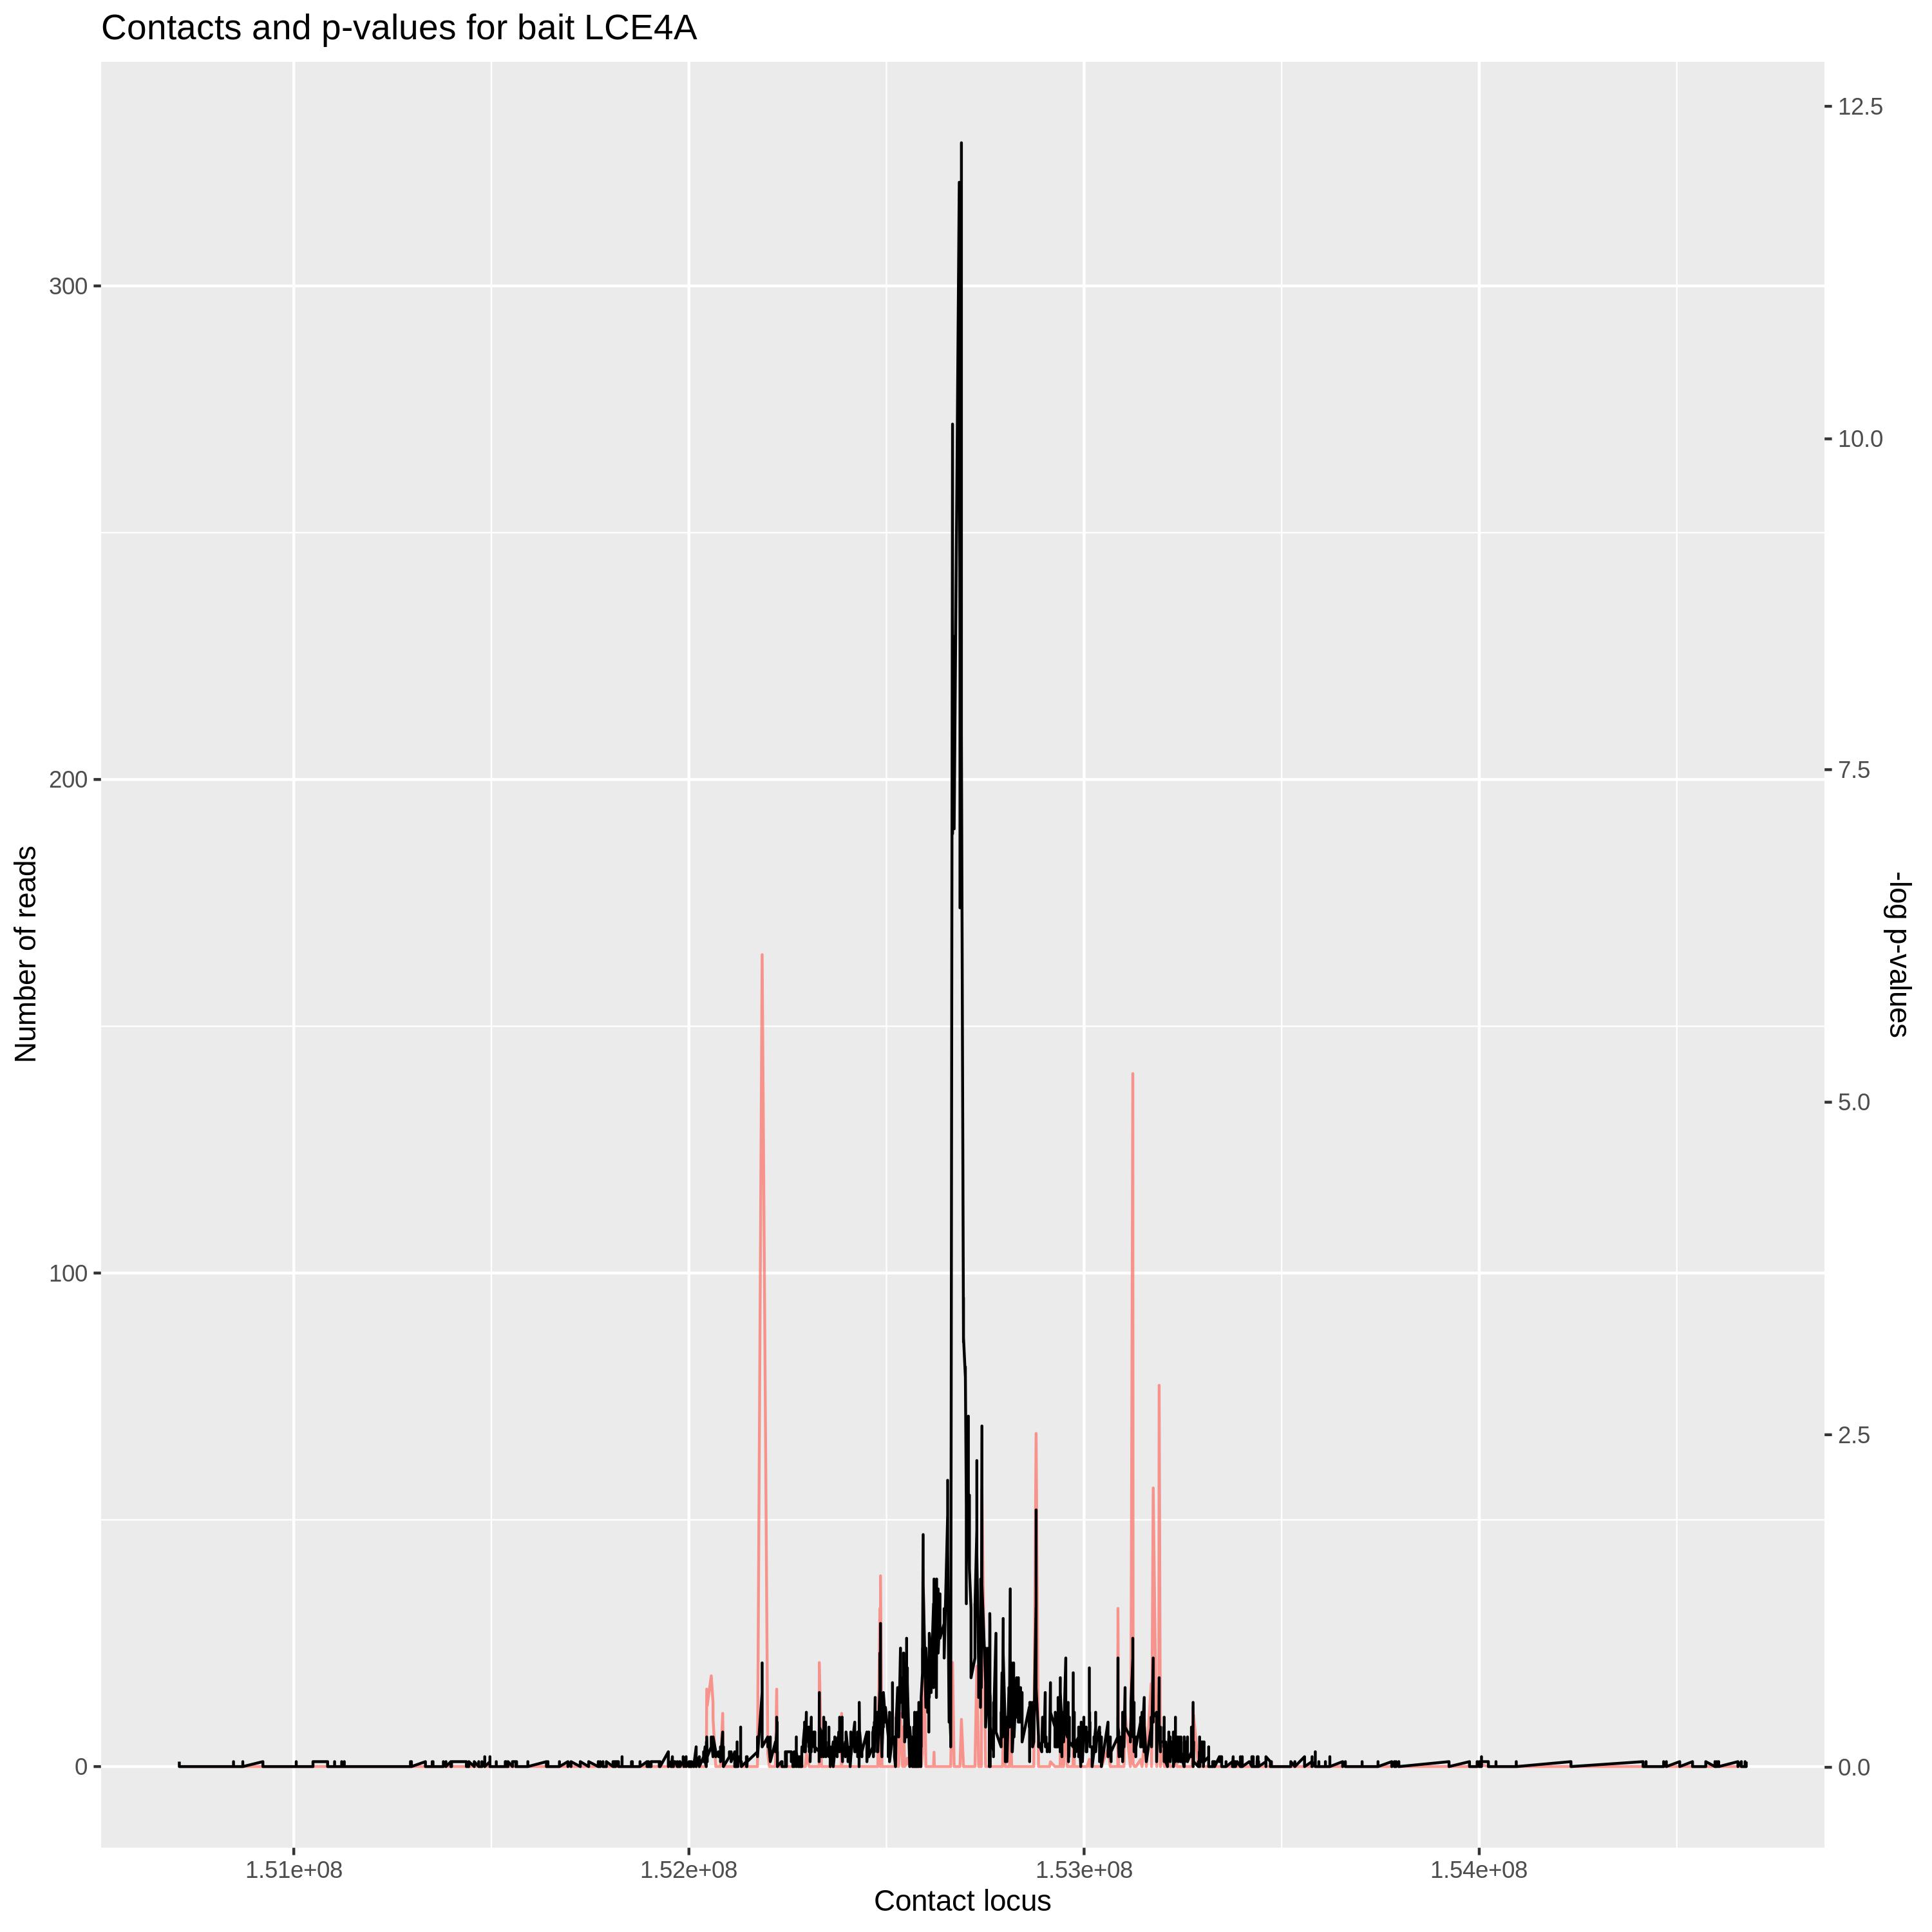 Contacts and p-values for bait LCE4A
12.5
300
10.0
200
7.5
Number of reads
-log p-values
5.0
100
2.5
0
0.0
1.51e+08
1.52e+08
1.53e+08
1.54e+08
Contact locus